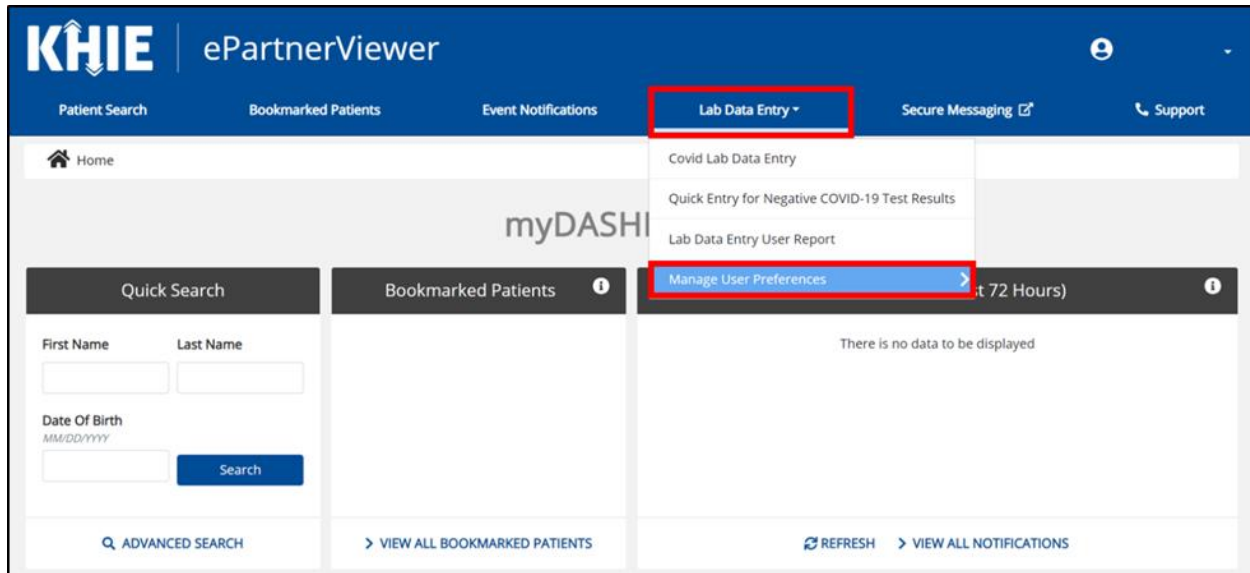 KHIE
ePartnerViewer
Patient Search
Bookmarked Patients
Event Notifications
Lab Data Entry
Secure Messaging
Support
Home
Covid Lab Data Entry
Quick Entry for Negative COVID-19 Test Results
Lab Data Entry User Report
Manage User Preferences
myDASH
Quick Search
Bookmarked Patients
72 Hours)
First Name
Last Name
Date Of Birth
MM/DD/YYYY
Search
There is no data to be displayed
ADVANCED SEARCH
VIEW ALL BOOKMARKED PATIENTS
REFRESH
VIEW ALL NOTIFICATIONS